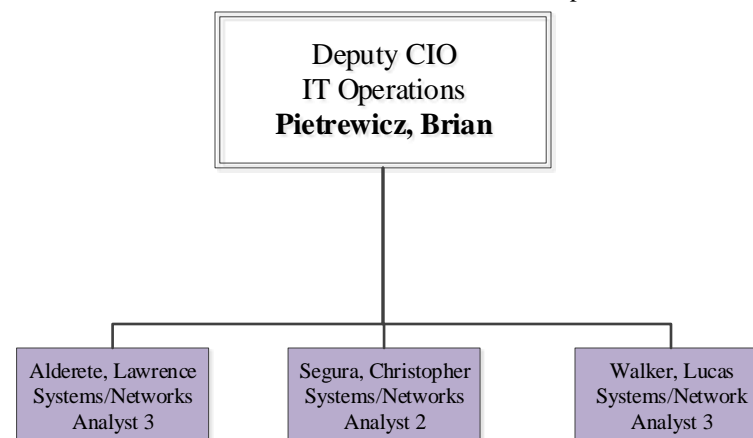 Deputy CIO
IT Operations
Pietrewicz, Brian
Alderete, Lawrence
Systems/Networks
Analyst 3
Segura, Christopher
Systems/Networks
Analyst 2
Walker, Lucas
Systems/Network
Analyst 3